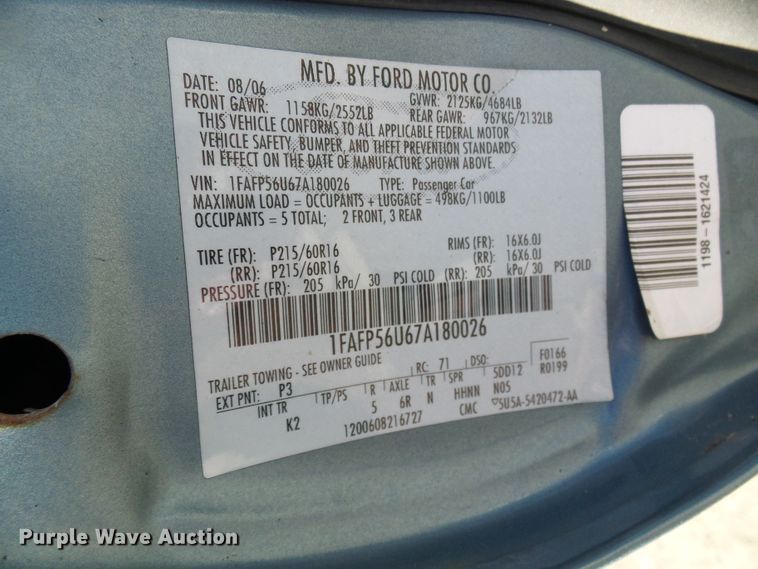 MFD. BY FORD MOTOR CO.
DATE: 08/06 GVWR: 2125KG/4684LB
FRONT GAWR: 1158KG/2552LB REAR GAWR: 967KG/2132LB
THIS VEHICLE CONFORMS TO ALL APPLICABLE FEDERAL MOTOR
VEHICLE SAFETY, BUMPER, AND THEFT PREVENTION STANDARDS
IN EFFECT ON THE DATE OF MANUFACTURE SHOWN ABOVE.
VIN: 1FAFP56U67A180026 TYPE: Passenger Car
MAXIMUM LOAD = OCCUPANTS + LUGGAGE = 498KG/1100LB
OCCUPANTS = 5 TOTAL; 2 FRONT, 3 REAR
TIRE (FR): P215/60R16 RIMS (FR): 16X6.0J
(RR): P215/60R16 (RR): 16X6.0J
PRESSURE (FR): 205 kPa/ 30 PSI COLD (RR): 205 kPa/ 30 PSI COLD
1FAFP56U67A180026
TRAILER TOWING - SEE OWNER GUIDE F0166
EXT PNT: P3 RC: 71 DSO: R0199
INT TR TP/PS R AXLE TR SPR 5DD12
K2 5 6R N HHNN N05
1200608216727 CMC 5U5A-5420472-AA
1198 - 1621424
Purple Wave Auction